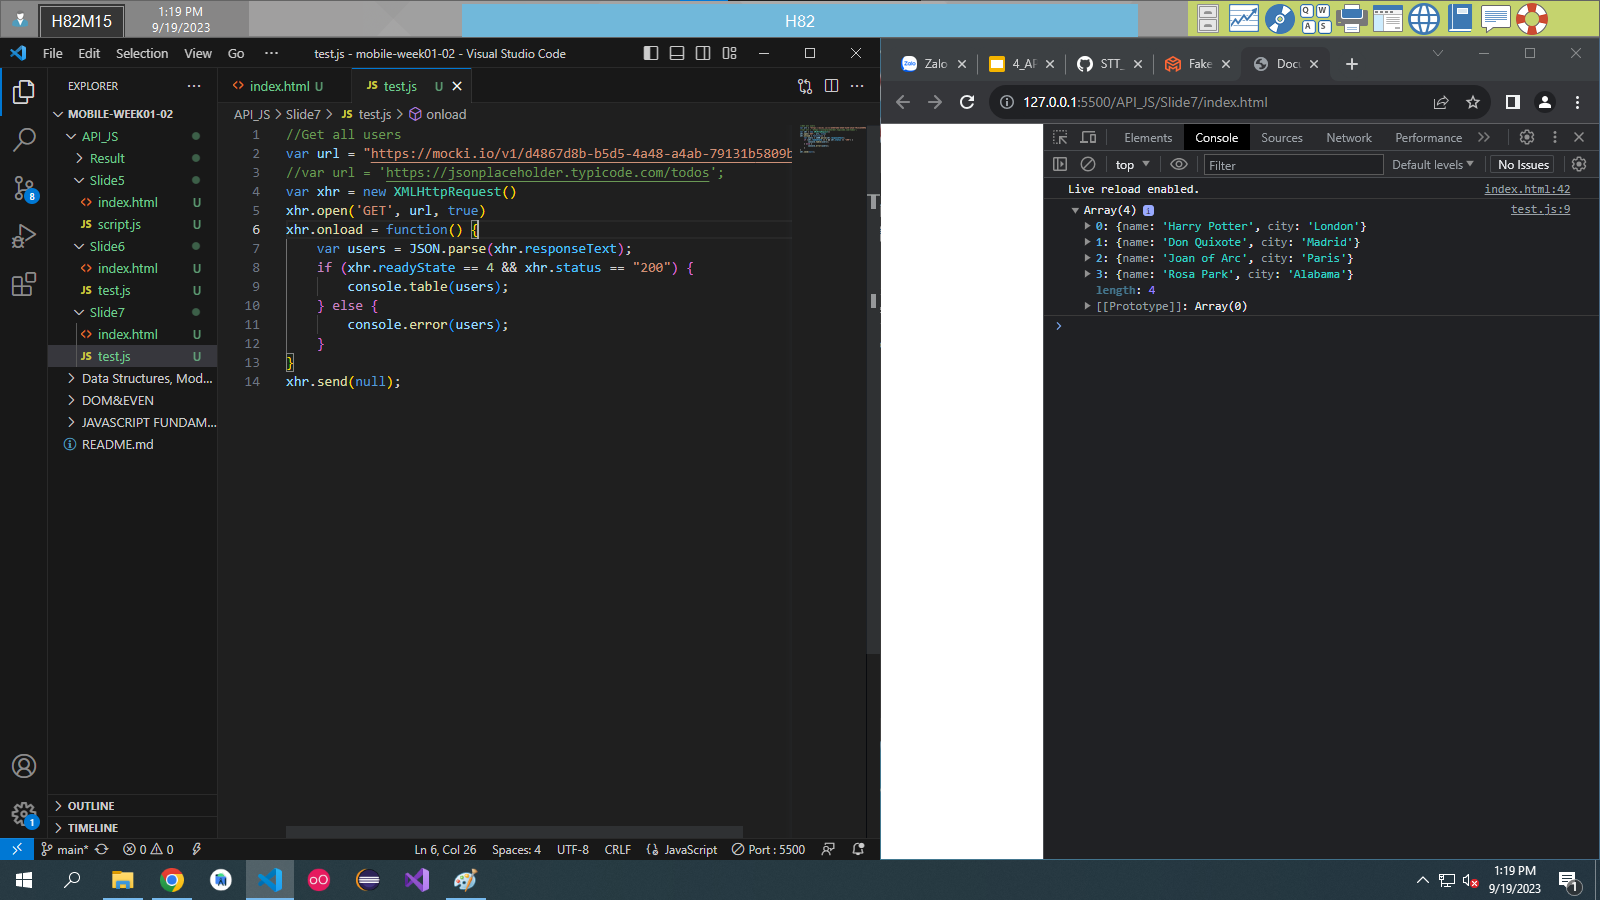 H82M15
1:19 PM
9/19/2023
H82
Q W
A S
File Edit Selection View Go ··· test.js - mobile-week01-02 - Visual Studio Code
EXPLORER ···
MOBILE-WEEK01-02
API_JS
Result
Slide5
index.html U
JS script.js U
Slide6
index.html U
JS test.js U
Slide7
index.html U
JS test.js U
Data Structures, Mod...
DOM&EVEN
JAVASCRIPT FUNDAM...
README.md
OUTLINE
TIMELINE
8
1
index.html U
JS test.js U
API_JS > Slide7 > JS test.js > onload
1 //Get all users
2 var url = "https://mocki.io/v1/d4867d8b-b5d5-4a48-a4ab-79131b5809b
3 //var url = 'https://jsonplaceholder.typicode.com/todos';
4 var xhr = new XMLHttpRequest()
5 xhr.open('GET', url, true)
6 xhr.onload = function() {
7 var users = JSON.parse(xhr.responseText);
8 if (xhr.readyState == 4 && xhr.status == "200") {
9 console.table(users);
10 } else {
11 console.error(users);
12 }
13 }
14 xhr.send(null);
main* 0 0 Ln 6, Col 26 Spaces: 4 UTF-8 CRLF {} JavaScript Port : 5500
Zalo 4_AP STT_ Fake Docu
127.0.0.1:5500/API_JS/Slide7/index.html
Elements Console Sources Network Performance
top Filter Default levels No Issues
Live reload enabled. index.html:42
Array(4) i test.js:9
0: {name: 'Harry Potter', city: 'London'}
1: {name: 'Don Quixote', city: 'Madrid'}
2: {name: 'Joan of Arc', city: 'Paris'}
3: {name: 'Rosa Park', city: 'Alabama'}
length: 4
[[Prototype]]: Array(0)
1:19 PM
9/19/2023
1